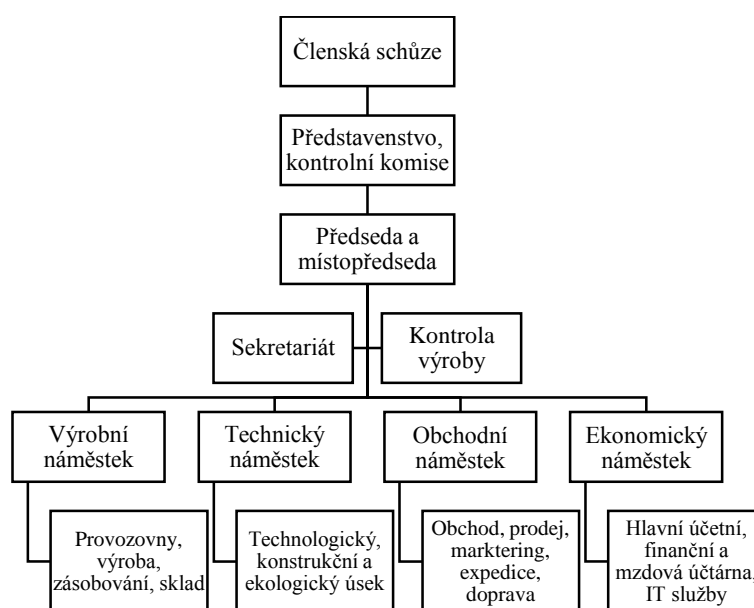 Členská schůze
Představenstvo,
kontrolní komise
Předseda a
místopředseda
Sekretariát
Kontrola
výroby
Výrobní
náměstek
Technický
náměstek
Obchodní
náměstek
Ekonomický
náměstek
Provozovny,
výroba,
zásobování, sklad
Technologický,
konstrukční a
ekologický úsek
Obchod, prodej,
marktering,
expedice,
doprava
Hlavní účetní,
finanční a
mzdová účtárna,
IT služby